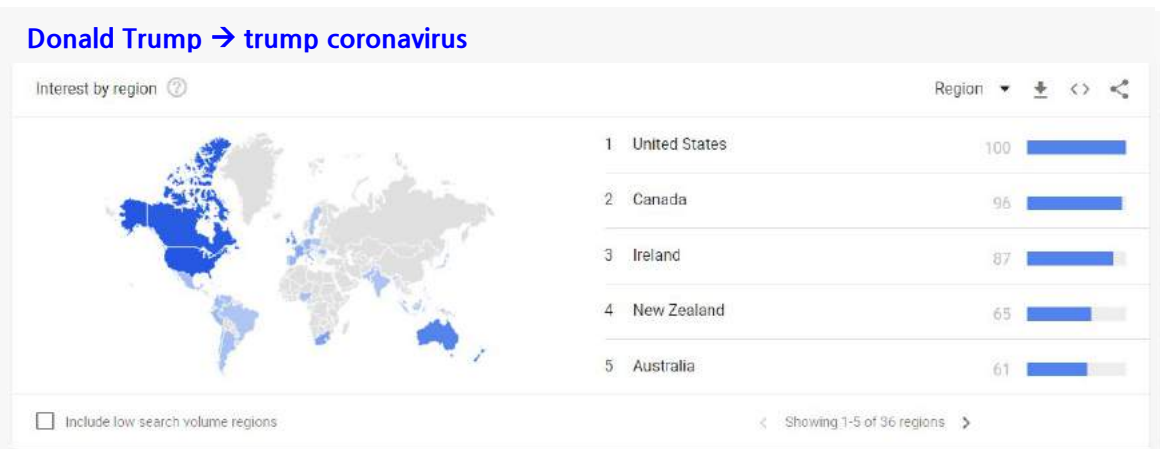 Donald Trump → trump coronavirus
Interest by region ?
Region
1 United States 100
2 Canada 96
3 Ireland 87
4 New Zealand 65
5 Australia 61
Include low search volume regions
Showing 1-5 of 36 regions